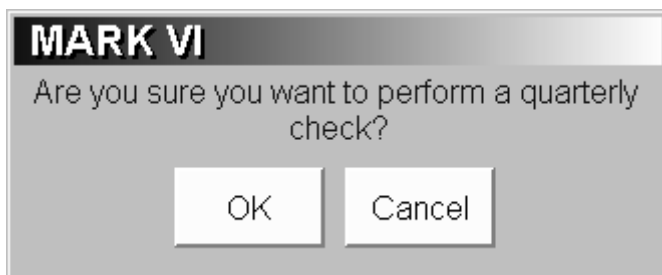 MARK VI
Are you sure you want to perform a quarterly
check?
OK
Cancel